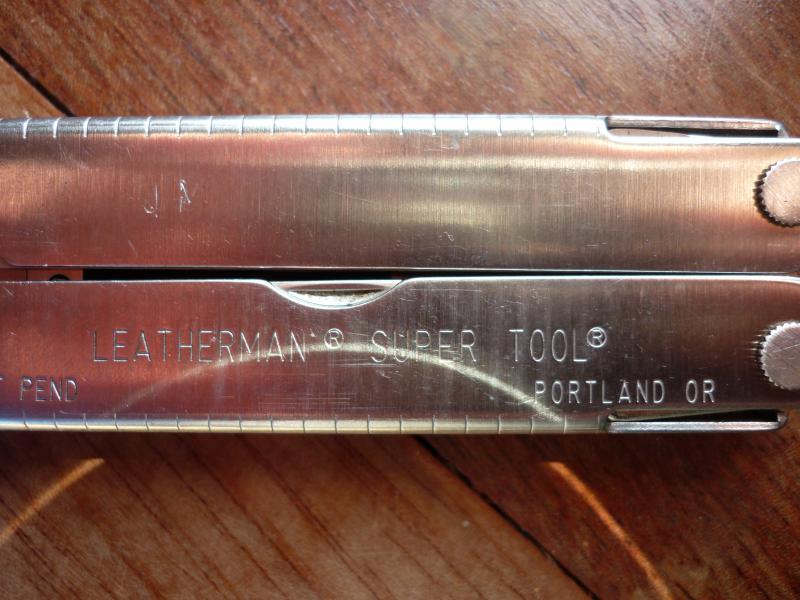 J A
LEATHERMAN® SUPER TOOL®
T PEND PORTLAND OR